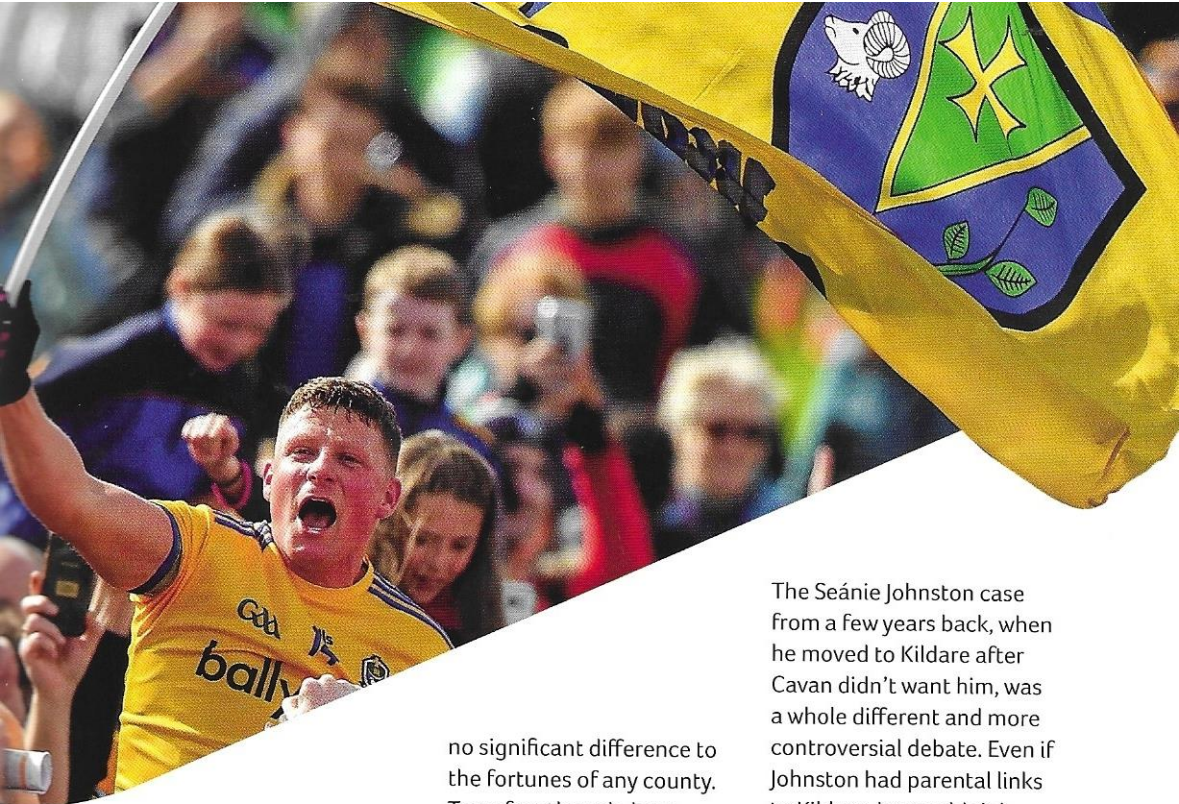 GAA
bally
no significant difference to
the fortunes of any county.
The Seánie Johnston case
from a few years back, when
he moved to Kildare after
Cavan didn't want him, was
a whole different and more
controversial debate. Even if
Johnston had parental links